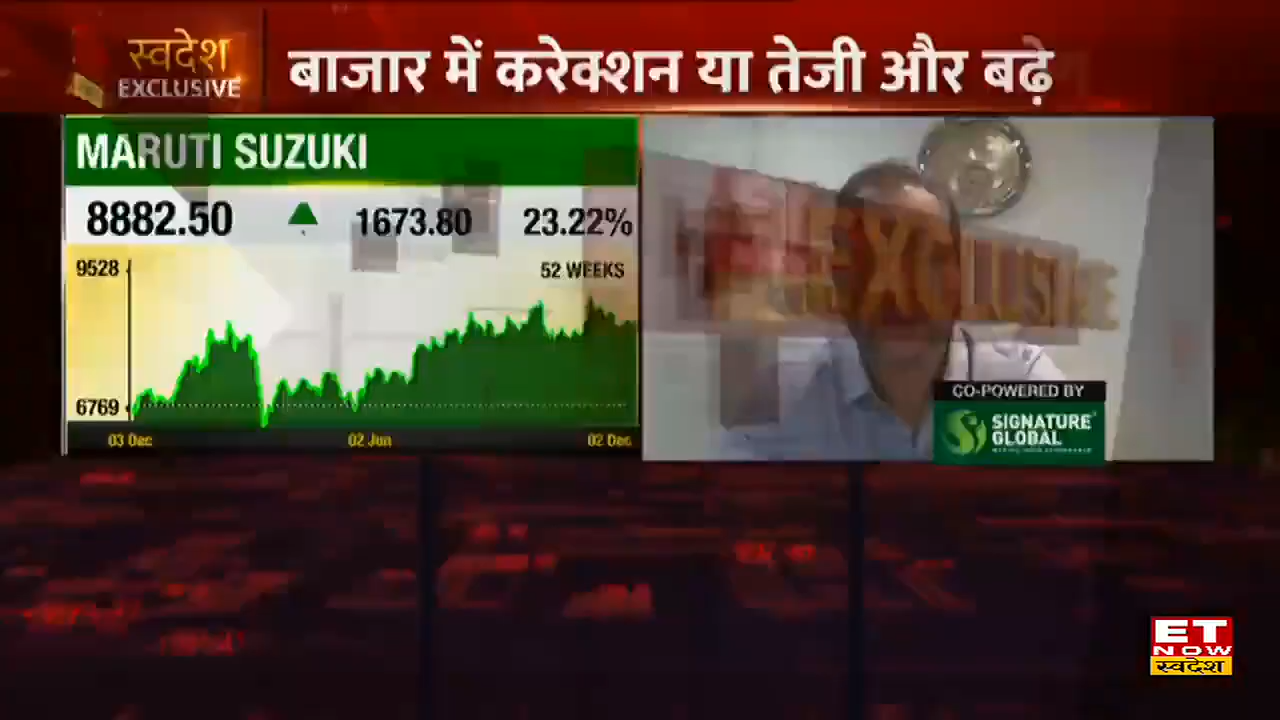 स्वदेश
EXCLUSIVE
बाजार में करेक्शन या तेजी और बढ़े
MARUTI SUZUKI
8882.50 1673.80 23.22%
9528
52 WEEKS
6769
03 Dec 02 Jun 02 Dec
EXCLUSIVE
CO-POWERED BY
SIGNATURE
GLOBAL
ET
NOW
स्वदेश